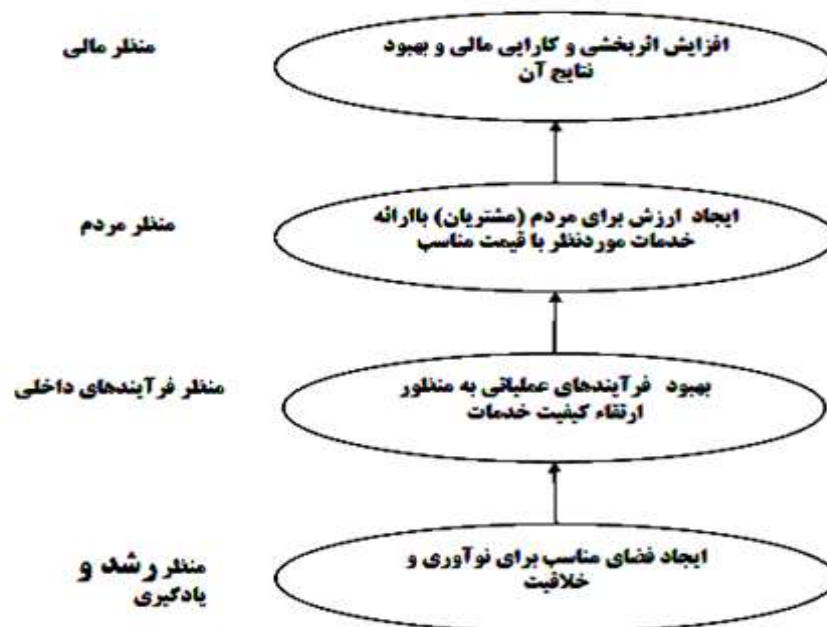 افزایش اثربخشی و کارایی مالی و بهبود
نتایج آن
منظر مالی
ایجاد ارزش برای مردم (مشتریان) باارائه
خدمات موردنظر با قیمت مناسب
منظر مردم
بهبود فرآیندهای عملیاتی به منظور
ارتقاء کیفیت خدمات
منظر فرآیندهای داخلی
ایجاد فضای مناسب برای نوآوری و
خلاقیت
منظر رشد و
یادگیری